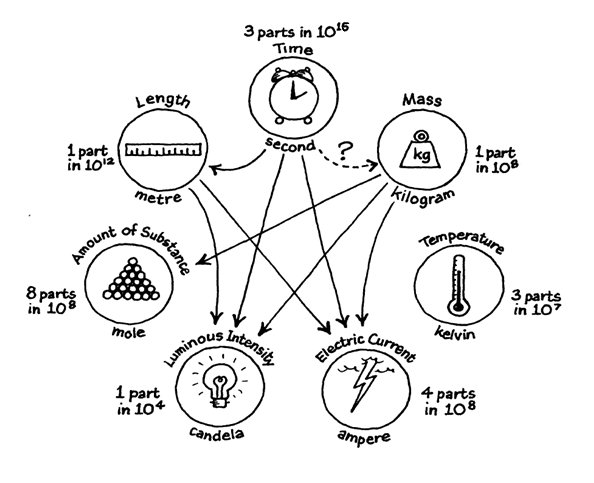 3 parts in 10¹⁵
Time
second
Length
1 part
in 10¹²
metre
?
Mass
kg
1 part
in 10⁸
kilogram
Amount of Substance
8 parts
in 10⁸
mole
Temperature
3 parts
in 10⁷
kelvin
Luminous Intensity
1 part
in 10⁴
candela
Electric Current
4 parts
in 10⁸
ampere